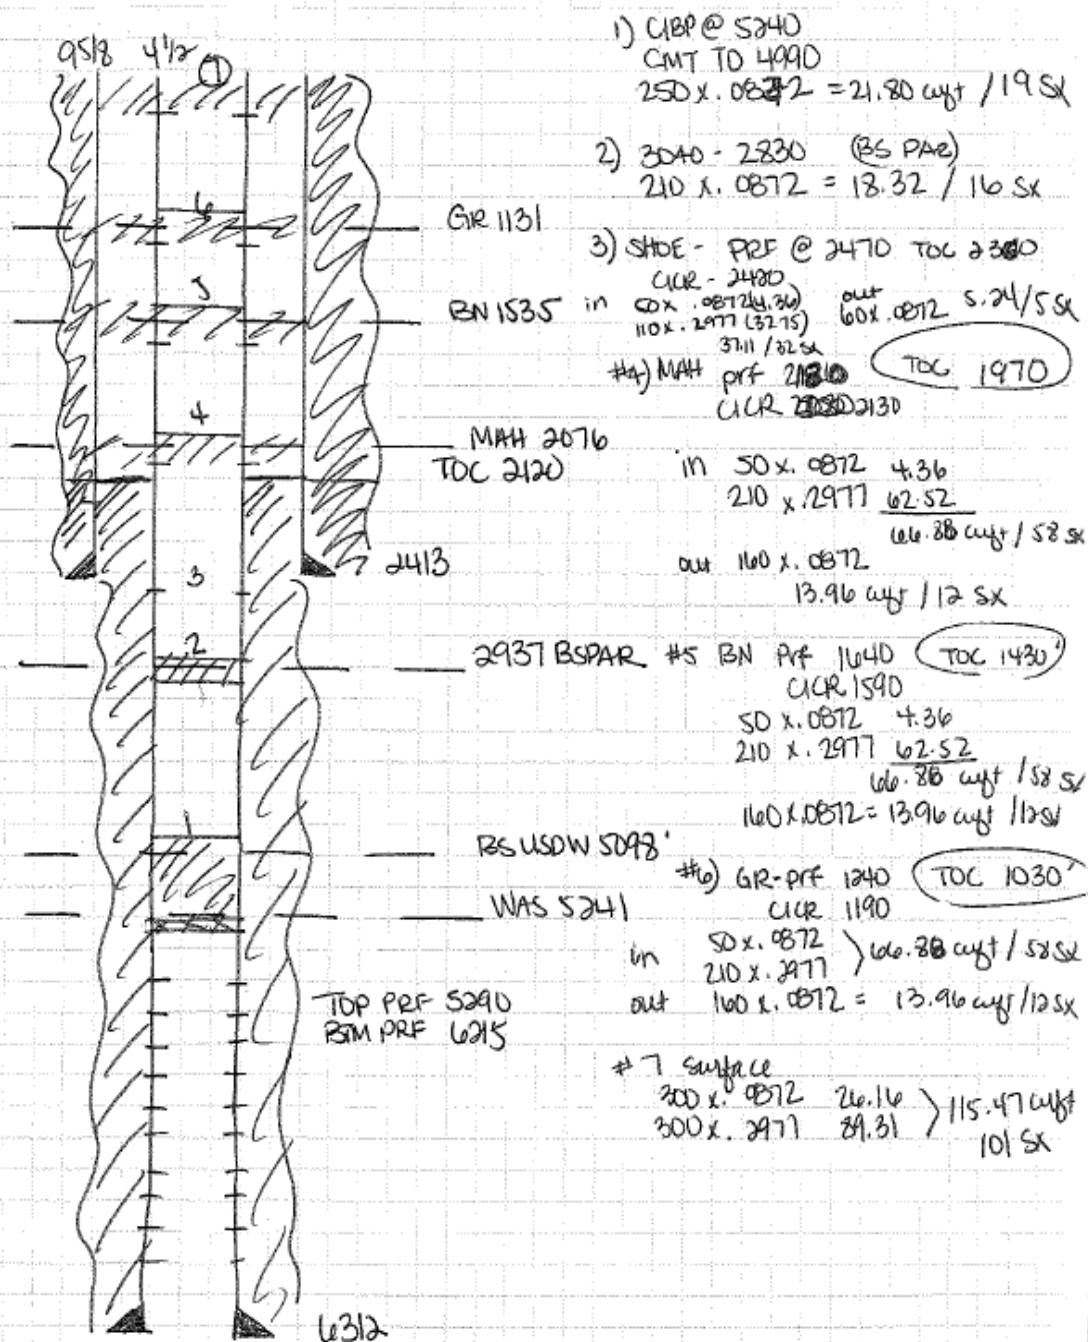 9 5/8 4 1/2 ⑦
6
GR 1131
5
BN 1535
4
MAH 2076
TOC 2120
2413
3
2
2937 BSPAR
1
BS USDW 5098'
WAS 5241
TOP PRF 5290
BTM PRF 6215
6312
1) CIBP @ 5240
CMT TO 4990
250 x .0872 = 21.80 cuft / 19 Sx
2) 3040 - 2830 (BS PAR)
210 x .0872 = 18.32 / 16 Sx
3) SHOE - PRF @ 2470 TOC 2360
CICR - 2420
in 50x .0872 (4.36) out 60x .0872 5.24/5 Sx
110x .2977 (32.75)
37.11 / 32 sx
#4) MAH prf 2180 TOC 1970
CICR 2130
in 50 x .0872 4.36
210 x .2977 62.52
66.88 cuft / 58 sx
out 160 x .0872
13.96 cuft / 12 sx
#5 BN Prf 1640 TOC 1430'
CICR 1590
50 x .0872 4.36
210 x .2977 62.52
66.88 cuft / 58 sx
160 x .0872 = 13.96 cuft / 12 sx
#6) GR-prf 1240 TOC 1030'
CICR 1190
in 50 x .0872
210 x .2977 66.88 cuft / 58 sx
out 160 x .0872 = 13.96 cuft / 12 sx
#7 Surface
300 x .0872 26.16
300 x .2977 89.31 115.47 cuft
101 Sx